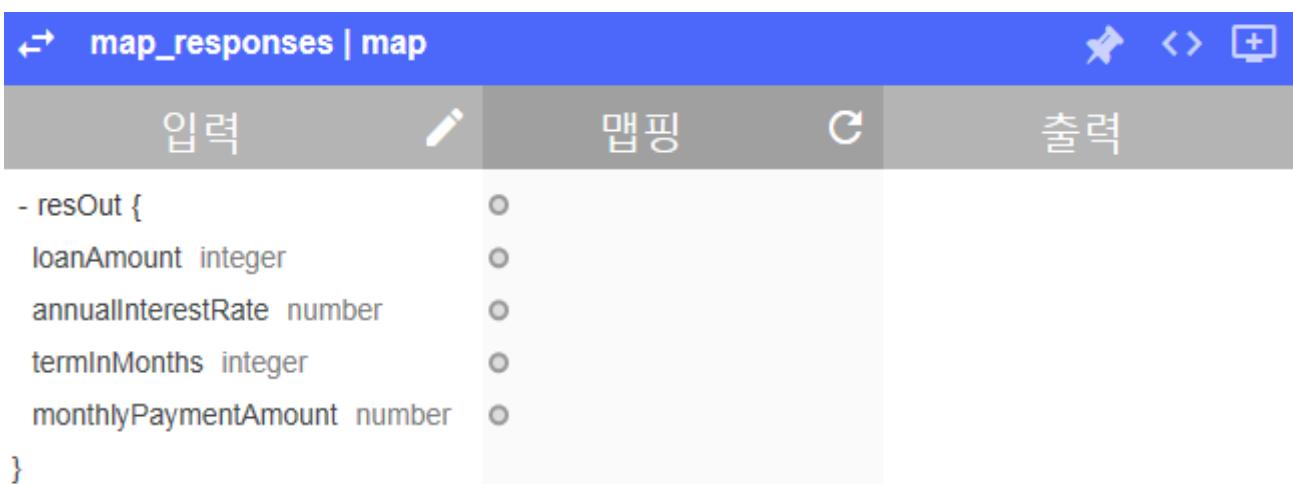 map_responses | map
입력 맵핑 출력
- resOut {
loanAmount integer
annualInterestRate number
termInMonths integer
monthlyPaymentAmount number
}